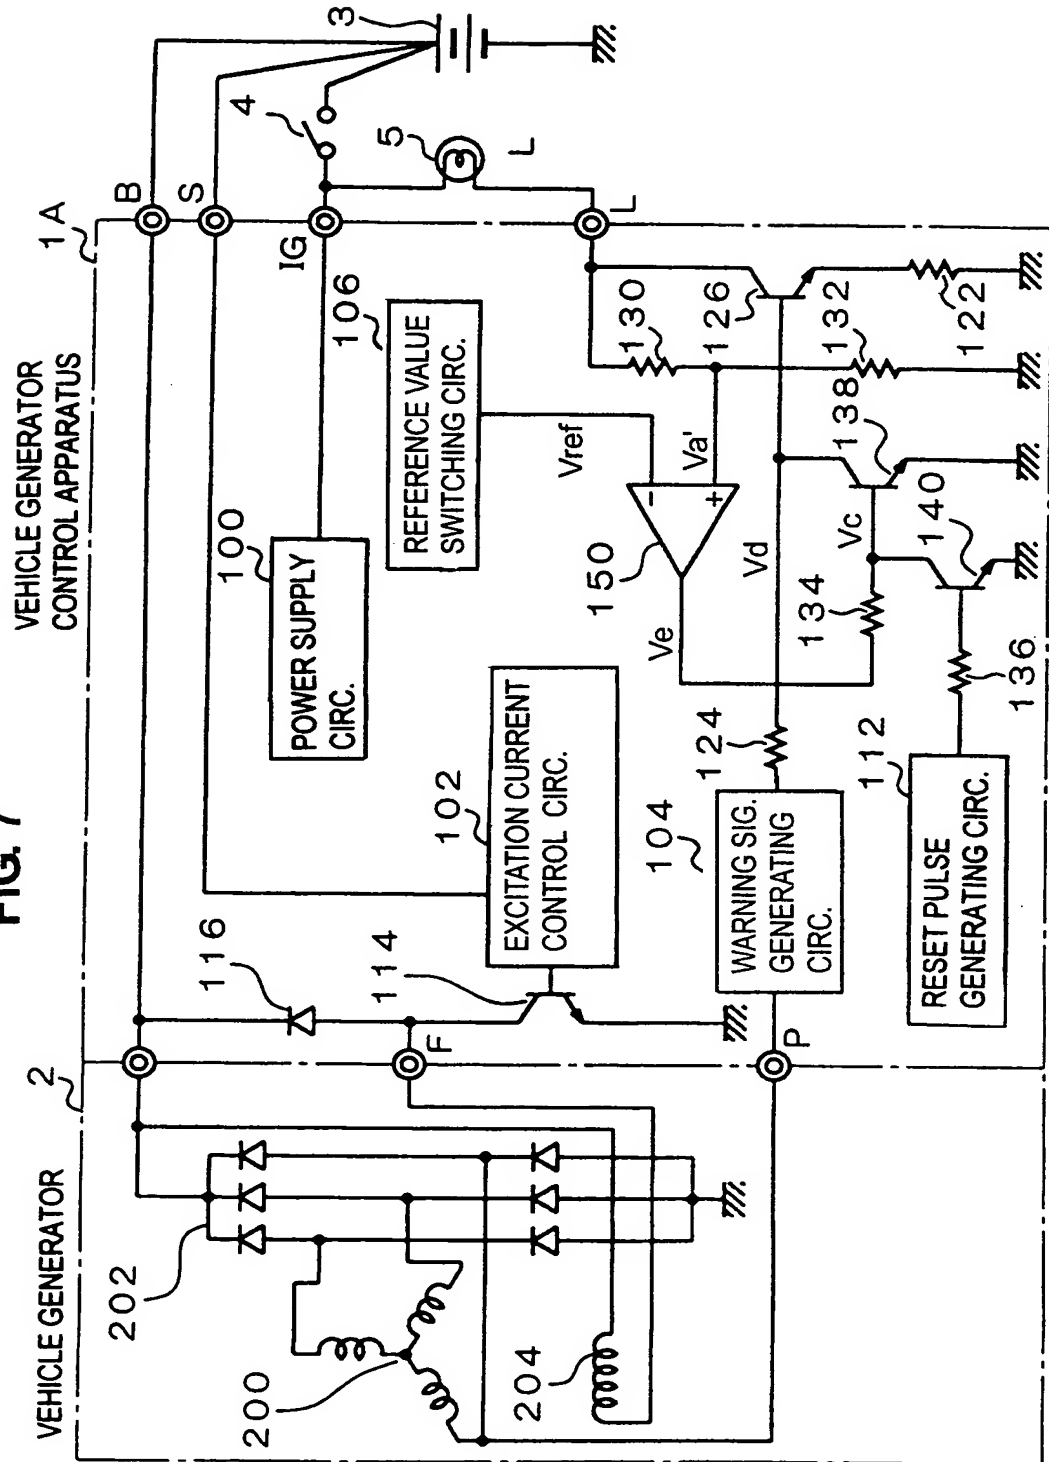 FIG. 7
VEHICLE GENERATOR
CONTROL APPARATUS
1A
VEHICLE GENERATOR
2
202
200
204
116
114
F
P
B
S
IG
L
3
4
5
L
100
POWER SUPPLY
CIRC.
106
REFERENCE VALUE
SWITCHING CIRC.
102
EXCITATION CURRENT
CONTROL CIRC.
104
WARNING SIG.
GENERATING
CIRC.
112
RESET PULSE
GENERATING CIRC.
Vref
Va'
-
+
150
Ve
Vd
Vc
124
134
136
130
126
132
122
138
140